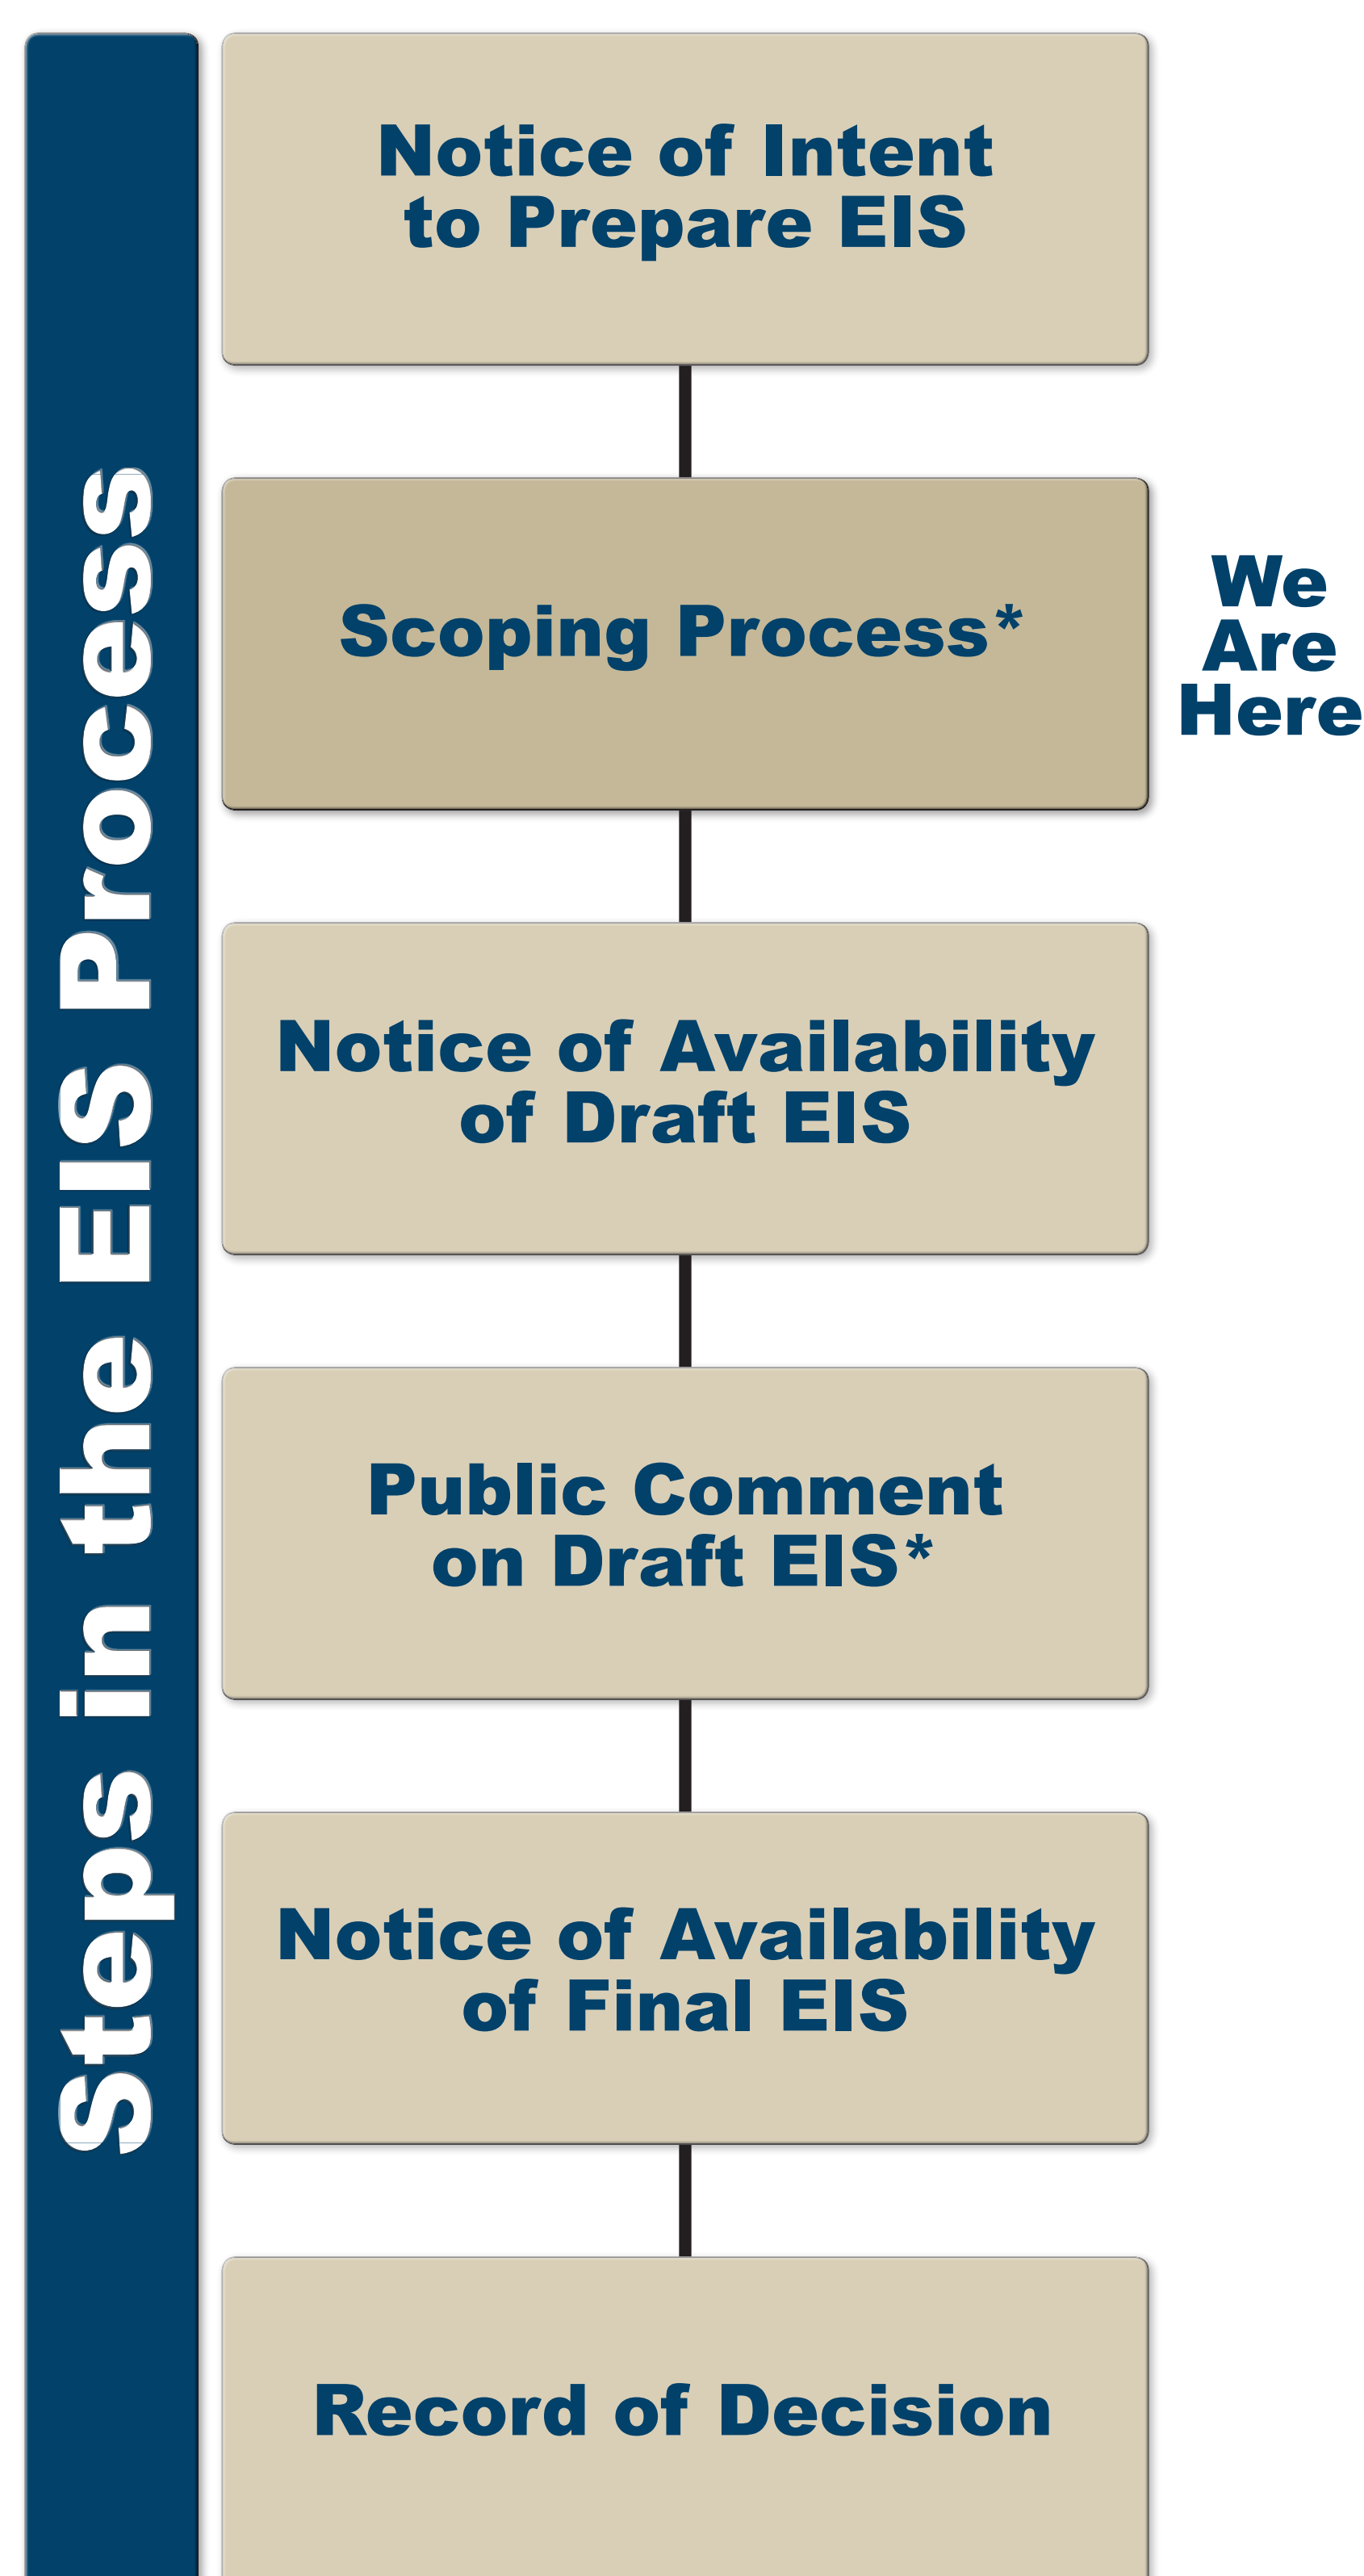 Steps in the EIS Process
Notice of Intent
to Prepare EIS
Scoping Process*
We
Are
Here
Notice of Availability
of Draft EIS
Public Comment
on Draft EIS*
Notice of Availability
of Final EIS
Record of Decision